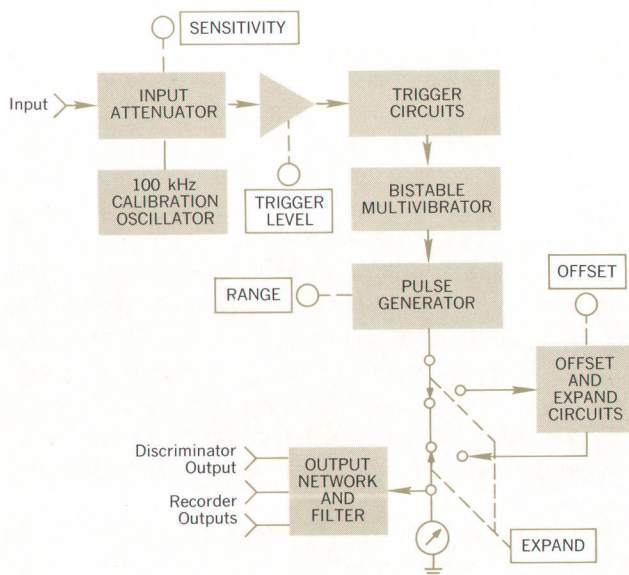 SENSITIVITY
Input
INPUT
ATTENUATOR
TRIGGER
CIRCUITS
100 kHz
CALIBRATION
OSCILLATOR
TRIGGER
LEVEL
BISTABLE
MULTIVIBRATOR
OFFSET
RANGE
PULSE
GENERATOR
OFFSET
AND
EXPAND
CIRCUITS
Discriminator
Output
Recorder
Outputs
OUTPUT
NETWORK
AND
FILTER
EXPAND